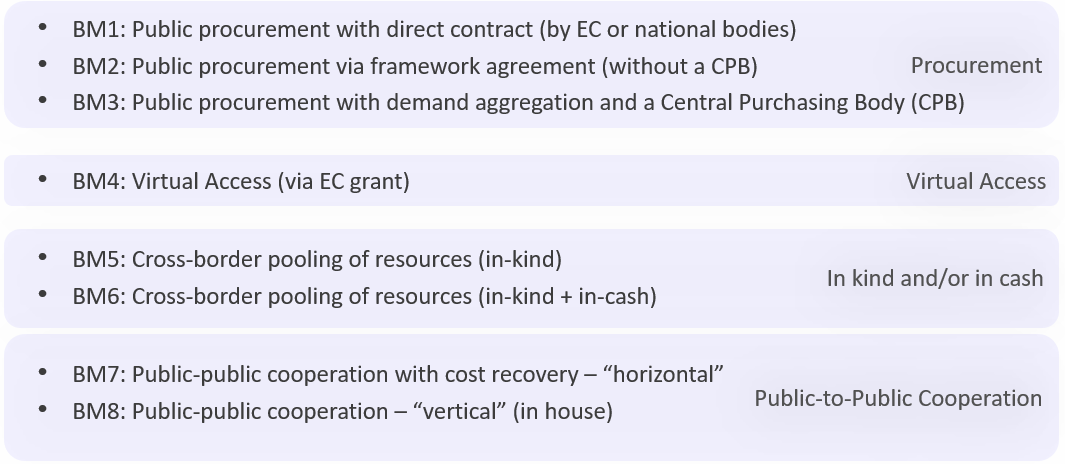 • BM1: Public procurement with direct contract (by EC or national bodies)
• BM2: Public procurement via framework agreement (without a CPB)
Procurement
• BM3: Public procurement with demand aggregation and a Central Purchasing Body (CPB)
• BM4: Virtual Access (via EC grant)
Virtual Access
• BM5: Cross-border pooling of resources (in-kind)
In kind and/or in cash
• BM6: Cross-border pooling of resources (in-kind + in-cash)
• BM7: Public-public cooperation with cost recovery – “horizontal”
Public-to-Public Cooperation
• BM8: Public-public cooperation – “vertical” (in house)